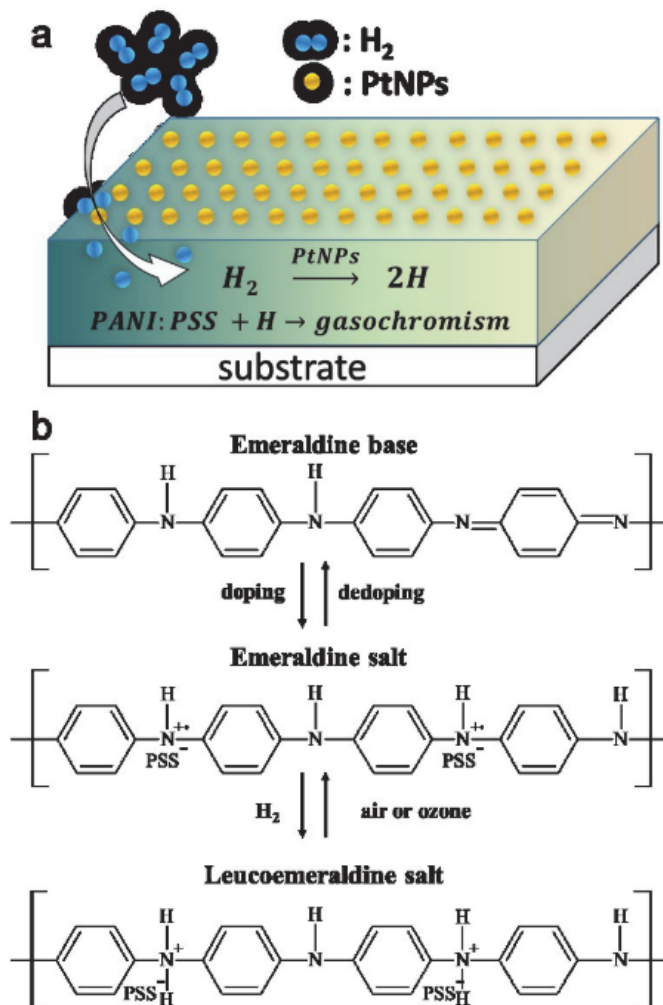 a
: H₂
: PtNPs
H₂ PtNPs→ 2H
PANI: PSS + H → gasochromism
substrate
b
Emeraldine base
H H
N N N N
doping dedoping
Emeraldine salt
H H H H
N+• N N+• N
PSS⁻ PSS⁻
H₂ air or ozone
Leucoemeraldine salt
H H H H
N+ N N+ N
PSS⁻ H PSS⁻ H